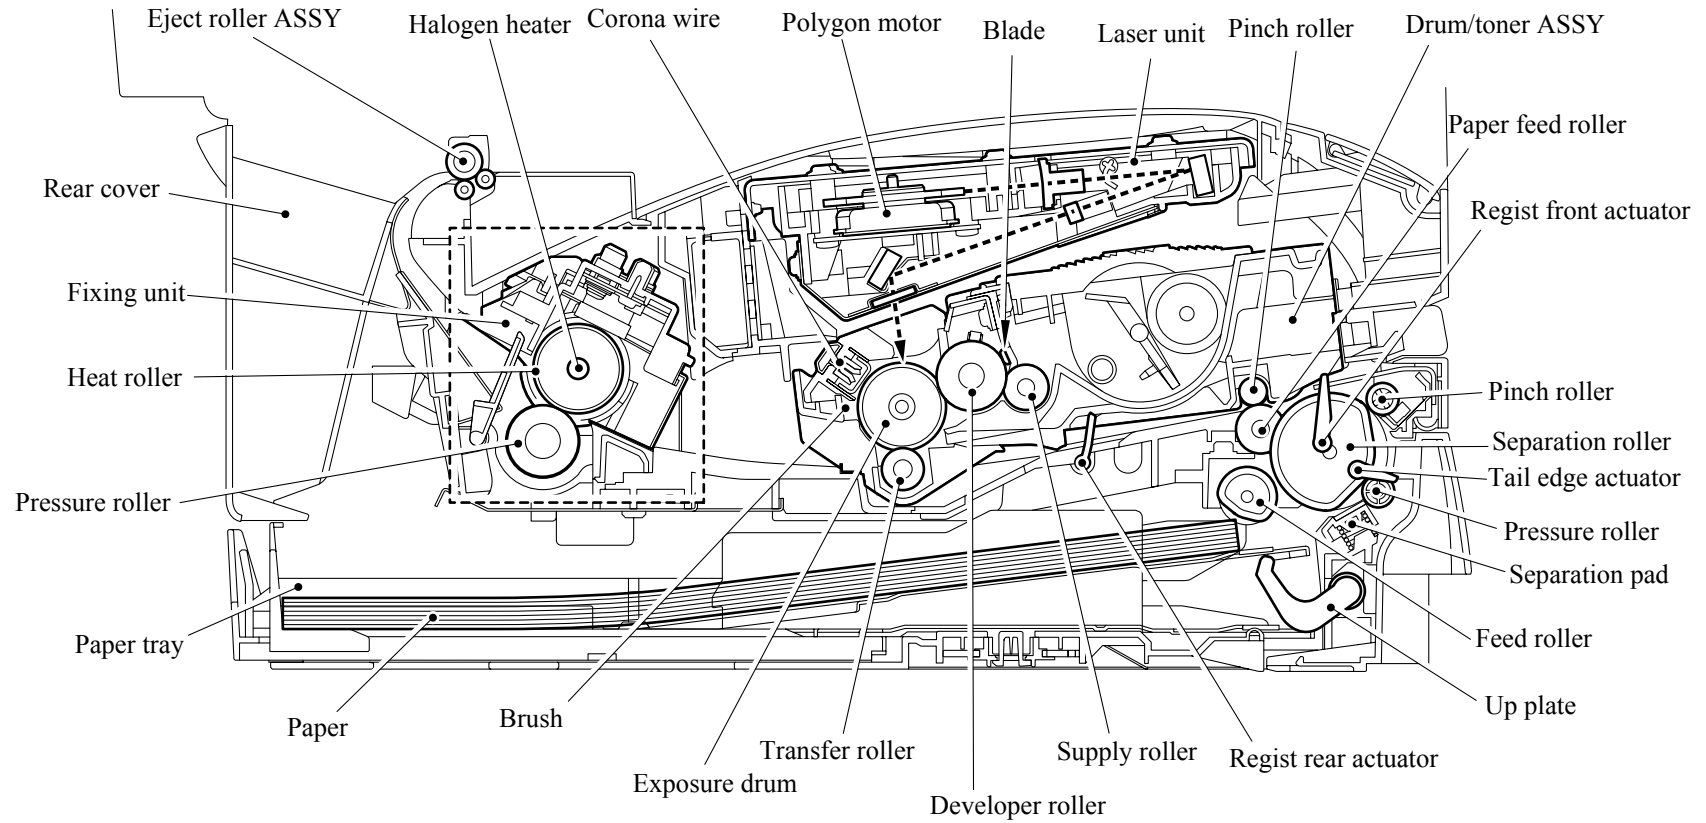 Eject roller ASSY
Halogen heater
Corona wire
Polygon motor
Blade
Laser unit
Pinch roller
Drum/toner ASSY
Paper feed roller
Rear cover
Regist front actuator
Fixing unit
Heat roller
Pinch roller
Separation roller
Tail edge actuator
Pressure roller
Pressure roller
Separation pad
Paper tray
Feed roller
Up plate
Paper
Brush
Transfer roller
Supply roller
Regist rear actuator
Exposure drum
Developer roller